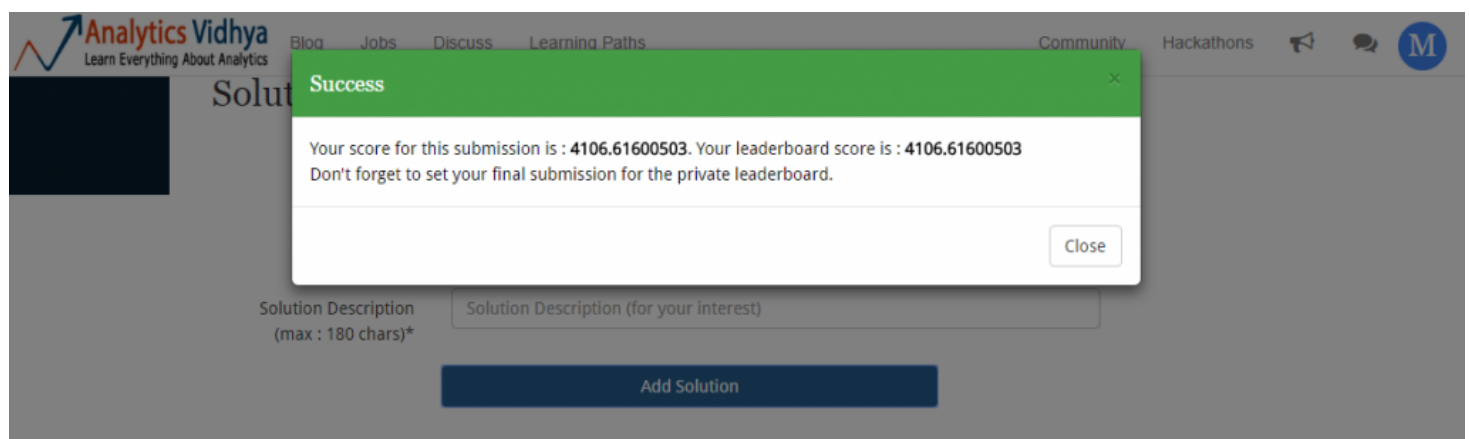 Analytics Vidhya
Learn Everything About Analytics
Blog Jobs Discuss Learning Paths Community Hackathons M
Solut
Success ×
Your score for this submission is : 4106.61600503. Your leaderboard score is : 4106.61600503
Don't forget to set your final submission for the private leaderboard.
Close
Solution Description Solution Description (for your interest)
(max : 180 chars)*
Add Solution